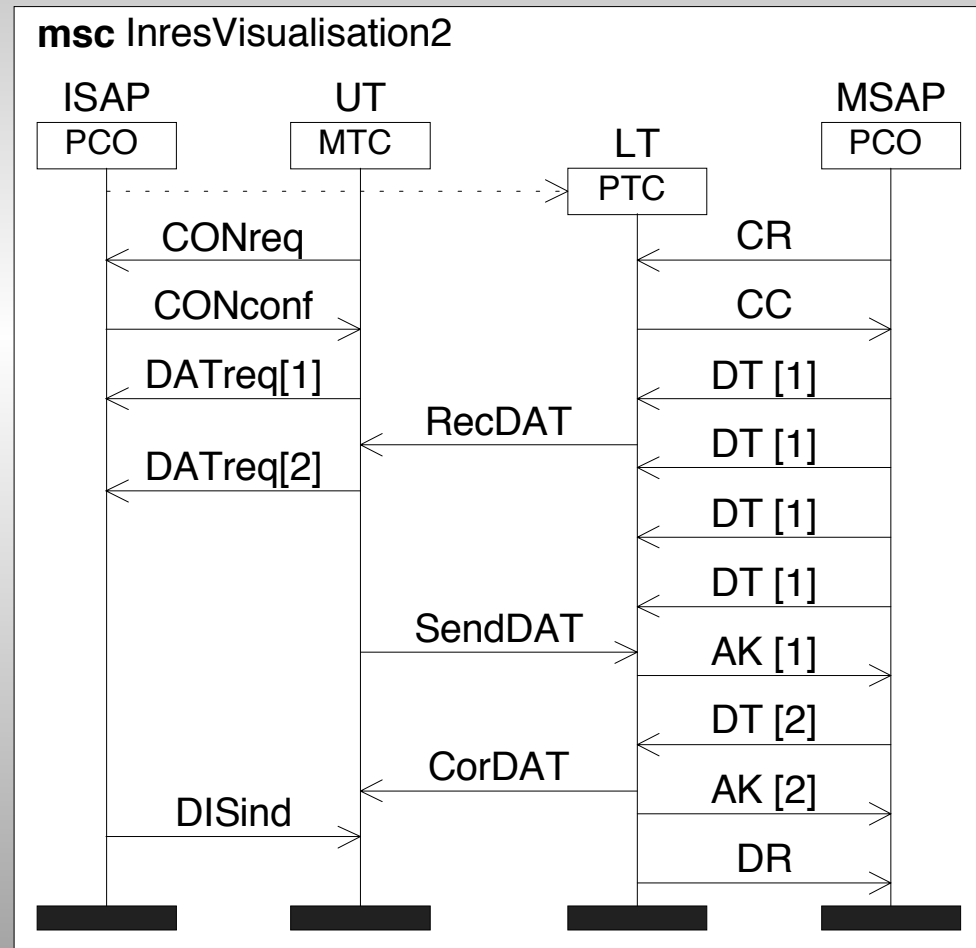 msc InresVisualisation2
ISAP UT MSAP
PCO MTC LT PCO
PTC
CONreq CR
CONconf CC
DATreq[1] DT [1]
RecDAT DT [1]
DATreq[2]
DT [1]
DT [1]
SendDAT AK [1]
DT [2]
CorDAT AK [2]
DISind
DR